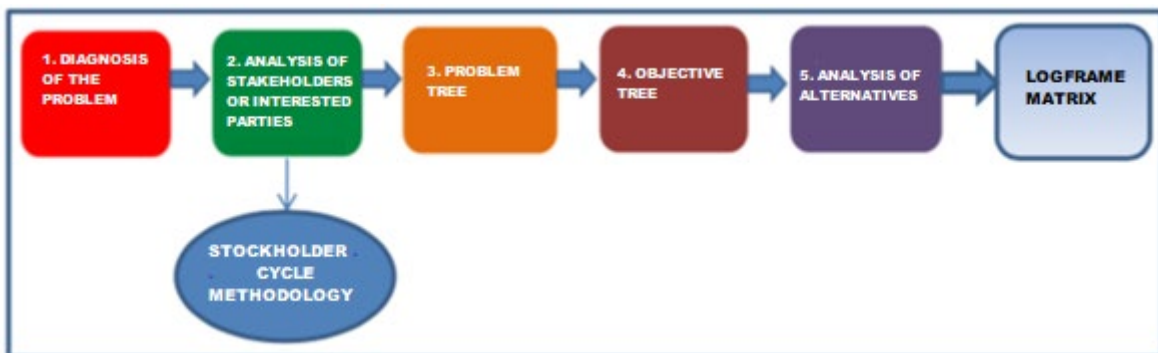 1. DIAGNOSIS
OF THE
PROBLEM
2. ANALYSIS OF
STAKEHOLDERS
OR INTERESTED
PARTIES
3. PROBLEM
TREE
4. OBJECTIVE
TREE
5. ANALYSIS OF
ALTERNATIVES
LOGFRAME
MATRIX
STOCKHOLDER
CYCLE
METHODOLOGY